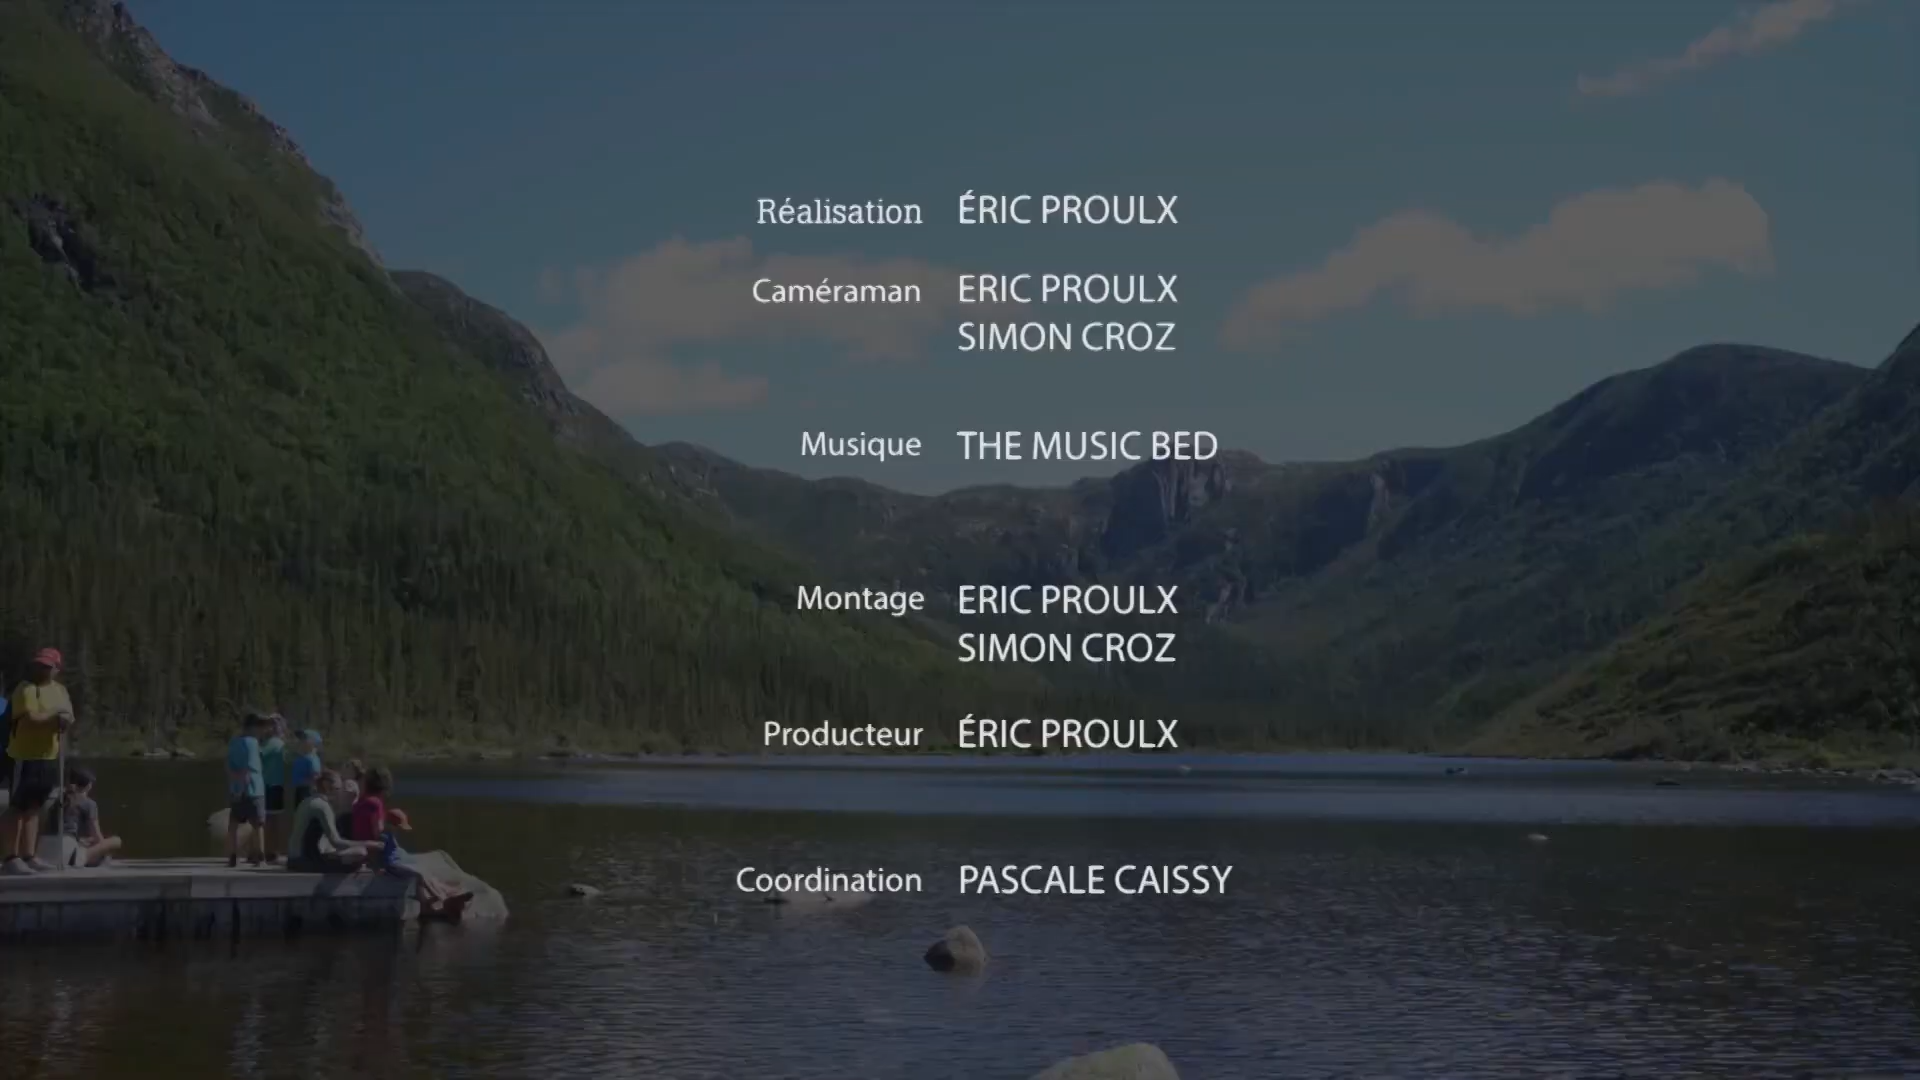 Réalisation ÉRIC PROULX
Caméraman ERIC PROULX
SIMON CROZ
Musique THE MUSIC BED
Montage ERIC PROULX
SIMON CROZ
Producteur ÉRIC PROULX
Coordination PASCALE CAISSY